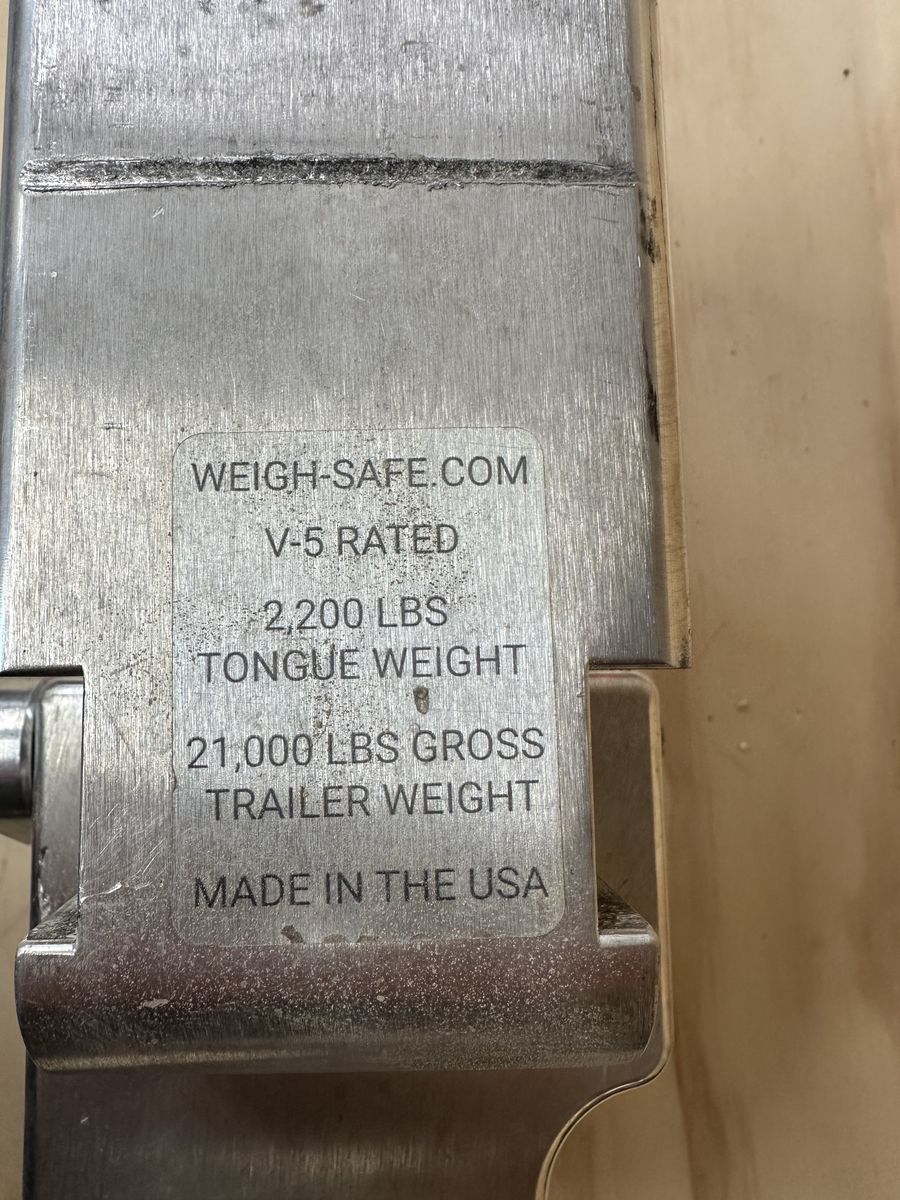 WEIGH-SAFE.COM
V-5 RATED
2,200 LBS
TONGUE WEIGHT
21,000 LBS GROSS
TRAILER WEIGHT
MADE IN THE USA